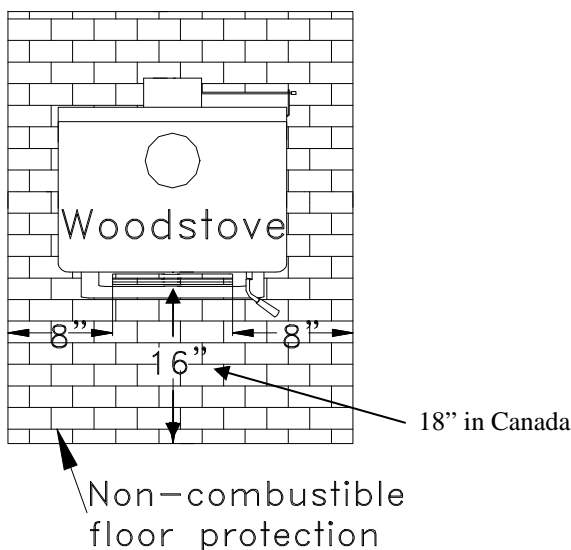 Woodstove
8” 8”
16”
18” in Canada
Non-combustible
floor protection